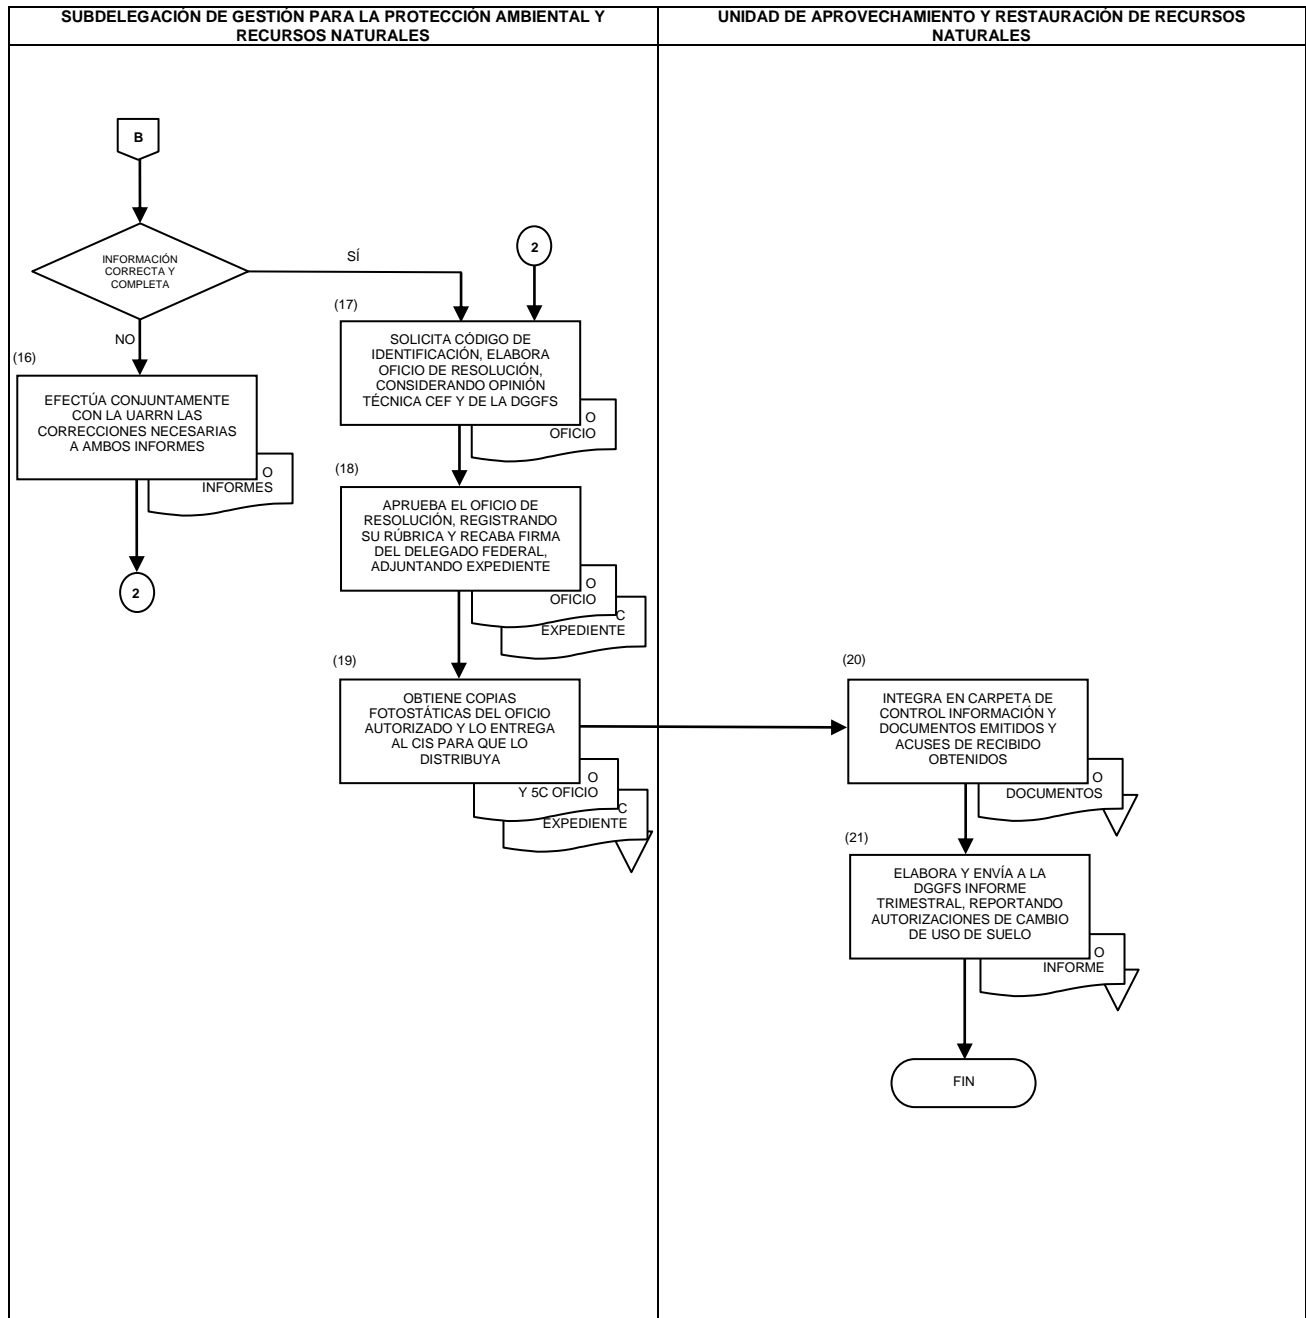 SUBDELEGACIÓN DE GESTIÓN PARA LA PROTECCIÓN AMBIENTAL Y
RECURSOS NATURALES
UNIDAD DE APROVECHAMIENTO Y RESTAURACIÓN DE RECURSOS
NATURALES
B
INFORMACIÓN
CORRECTA Y
COMPLETA
SÍ
NO
2
(16)
EFECTÚA CONJUNTAMENTE
CON LA UARRN LAS
CORRECCIONES NECESARIAS
A AMBOS INFORMES
O
INFORMES
2
(17)
SOLICITA CÓDIGO DE
IDENTIFICACIÓN, ELABORA
OFICIO DE RESOLUCIÓN,
CONSIDERANDO OPINIÓN
TÉCNICA CEF Y DE LA DGGFS
O
OFICIO
(18)
APRUEBA EL OFICIO DE
RESOLUCIÓN, REGISTRANDO
SU RÚBRICA Y RECABA FIRMA
DEL DELEGADO FEDERAL,
ADJUNTANDO EXPEDIENTE
O
OFICIO
C
EXPEDIENTE
(19)
OBTIENE COPIAS
FOTOSTÁTICAS DEL OFICIO
AUTORIZADO Y LO ENTREGA
AL CIS PARA QUE LO
DISTRIBUYA
O
Y 5C OFICIO
C
EXPEDIENTE
(20)
INTEGRA EN CARPETA DE
CONTROL INFORMACIÓN Y
DOCUMENTOS EMITIDOS Y
ACUSES DE RECIBIDO
OBTENIDOS
O
DOCUMENTOS
(21)
ELABORA Y ENVÍA A LA
DGGFS INFORME
TRIMESTRAL, REPORTANDO
AUTORIZACIONES DE CAMBIO
DE USO DE SUELO
O
INFORME
FIN